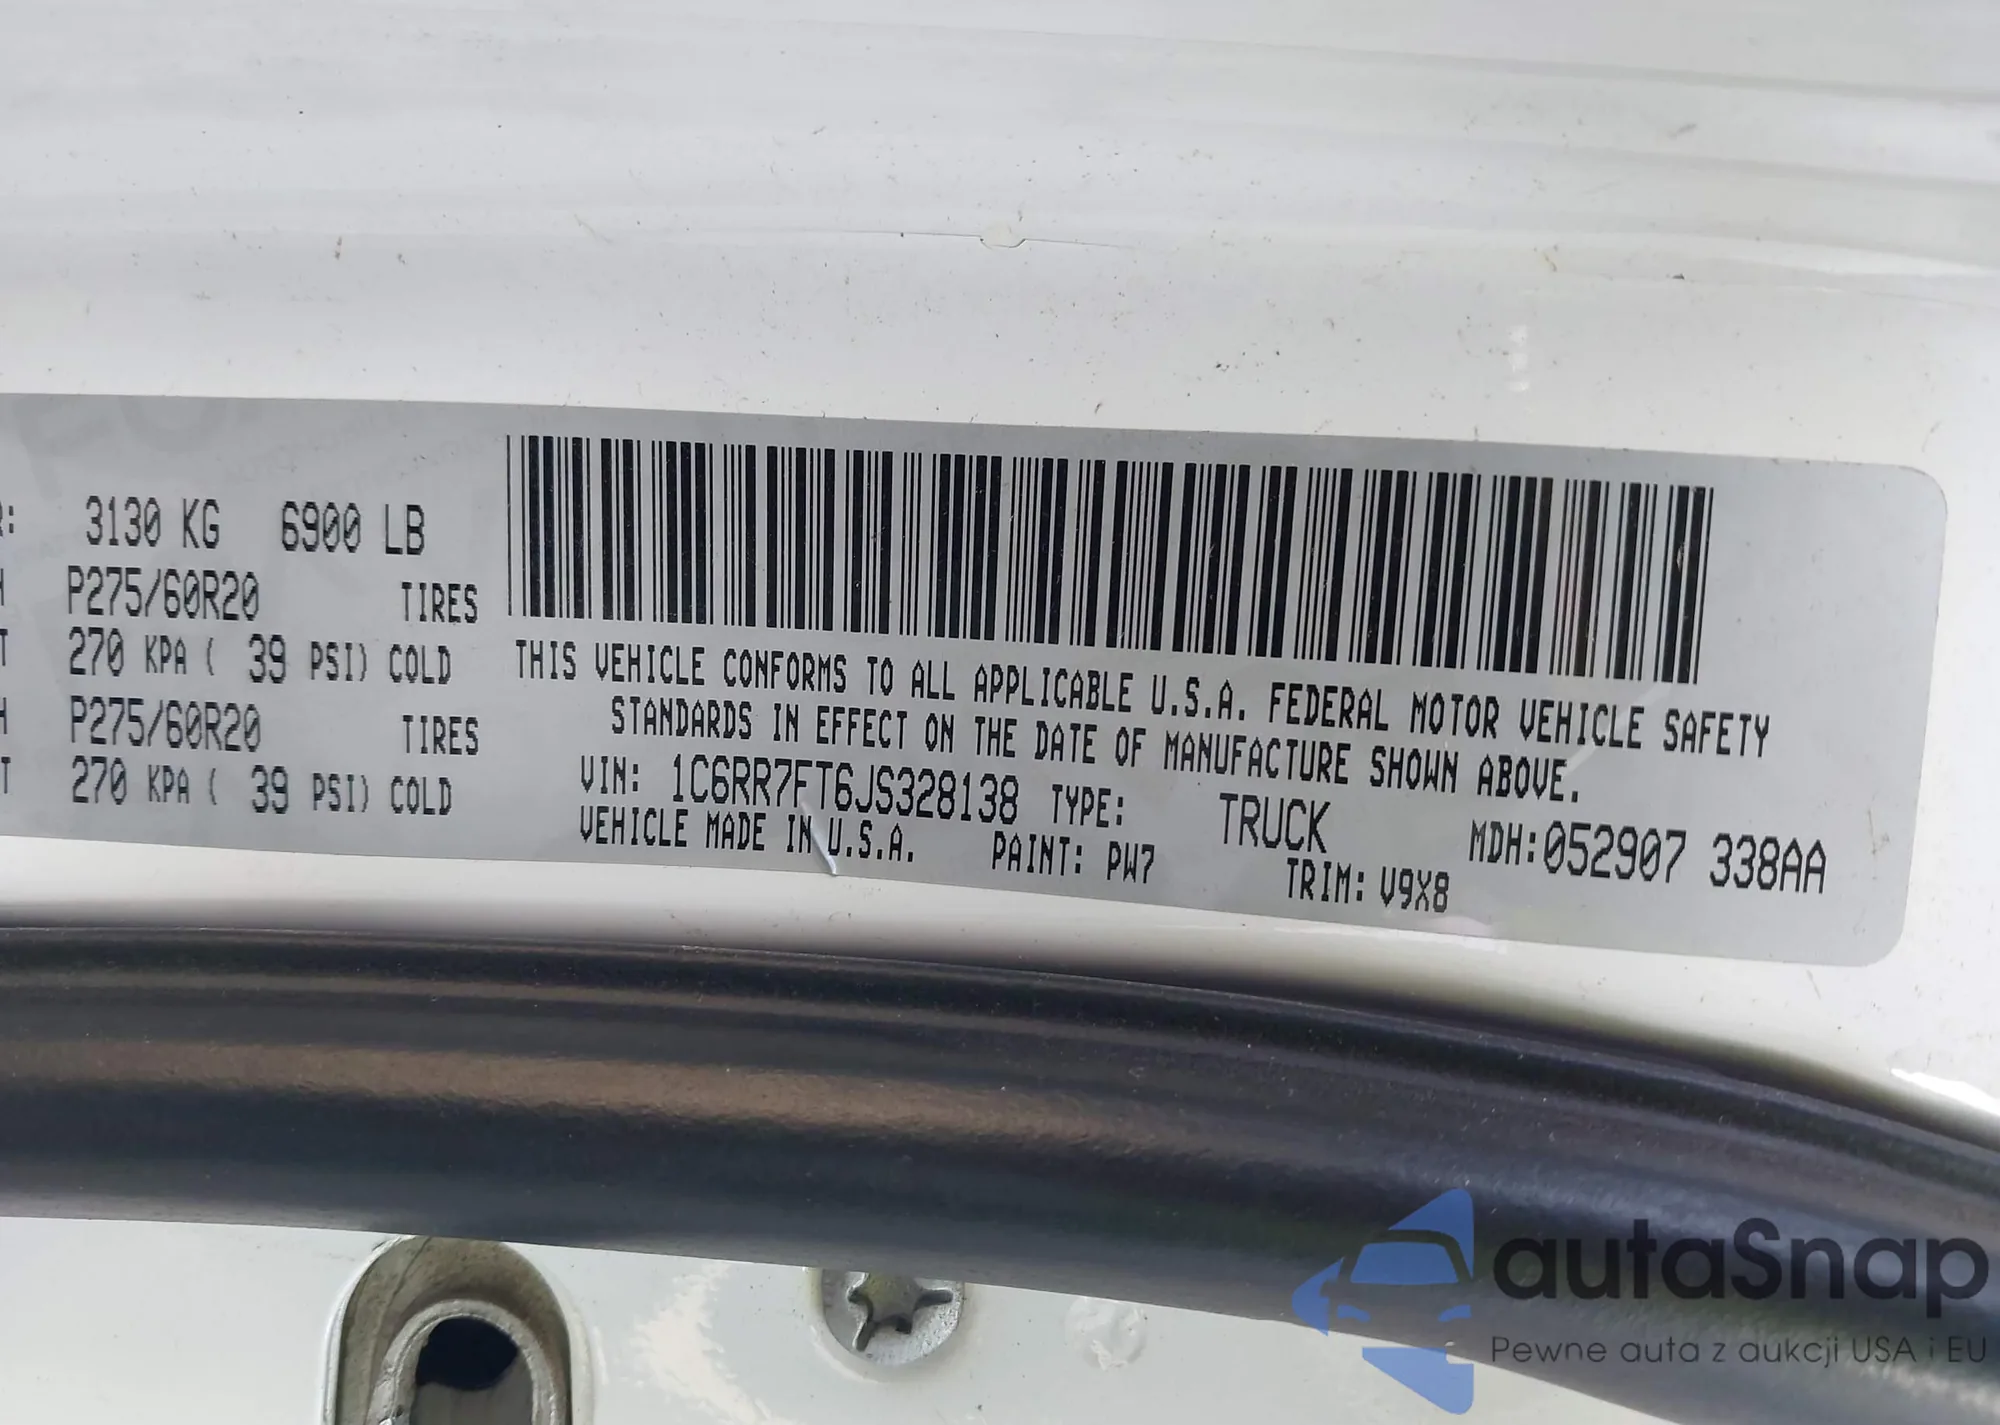 R: 3130 KG 6900 LB
H P275/60R20 TIRES
T 270 KPA ( 39 PSI) COLD
H P275/60R20 TIRES
T 270 KPA ( 39 PSI) COLD
THIS VEHICLE CONFORMS TO ALL APPLICABLE U.S.A. FEDERAL MOTOR VEHICLE SAFETY
STANDARDS IN EFFECT ON THE DATE OF MANUFACTURE SHOWN ABOVE.
VIN: 1C6RR7FT6JS328138 TYPE: TRUCK MDH:052907 338AA
VEHICLE MADE IN U.S.A. PAINT: PW7 TRIM: V9X8
autaSnap
Pewne auta z aukcji USA i EU